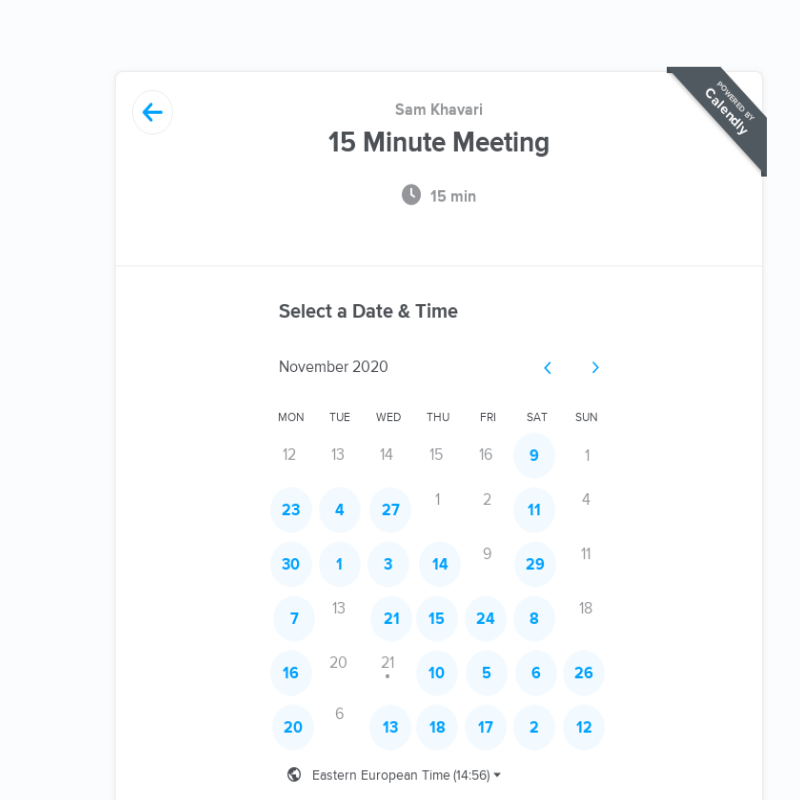 POWERED BY
Calendly
Sam Khavari
15 Minute Meeting
15 min
Select a Date & Time
November 2020
MON TUE WED THU FRI SAT SUN
12 13 14 15 16 9 1
23 4 27 1 2 11 4
30 1 3 14 9 29 11
7 13 21 15 24 8 18
16 20 21 10 5 6 26
20 6 13 18 17 2 12
Eastern European Time (14:56)